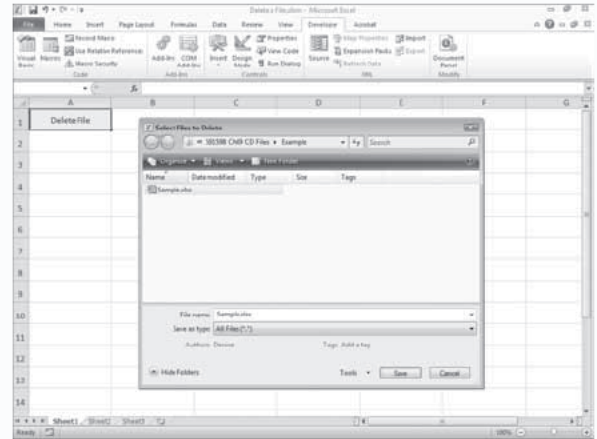 Delete a File.xlsm - Microsoft Excel
File Home Insert Page Layout Formulas Data Review View Developer Acrobat
Visual Basic
Macros
Record Macro
Use Relative References
Macro Security
Code
Add-Ins
COM Add-Ins
Add-Ins
Insert
Design Mode
Properties
View Code
Run Dialog
Controls
Source
Map Properties
Expansion Packs
Refresh Data
Import
Export
XML
Document Panel
Modify
fx
A B C D E F G
1 Delete File
2
3
4
5
6
7
8
9
10
11
12
13
14
Select Files to Delete
Example
Search
Organize Views New Folder
Name Date modified Type Size Tags
Sample.xlsx
File name: Sample.xlsx
Save as type: All Files (*.*)
Authors: Denise
Tags: Add a tag
Hide Folders
Tools Save Cancel
Sheet1 Sheet2 Sheet3
Ready
100%